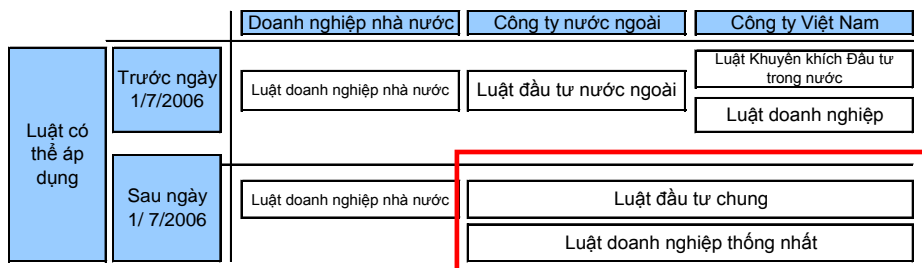 Doanh nghiệp nhà nước
Công ty nước ngoài
Công ty Việt Nam
Luật có
thể áp
dụng
Trước ngày
1/7/2006
Luật doanh nghiệp nhà nước
Luật đầu tư nước ngoài
Luật Khuyên khích Đầu tư
trong nước
Luật doanh nghiệp
Sau ngày
1/ 7/2006
Luật doanh nghiệp nhà nước
Luật đầu tư chung
Luật doanh nghiệp thống nhất